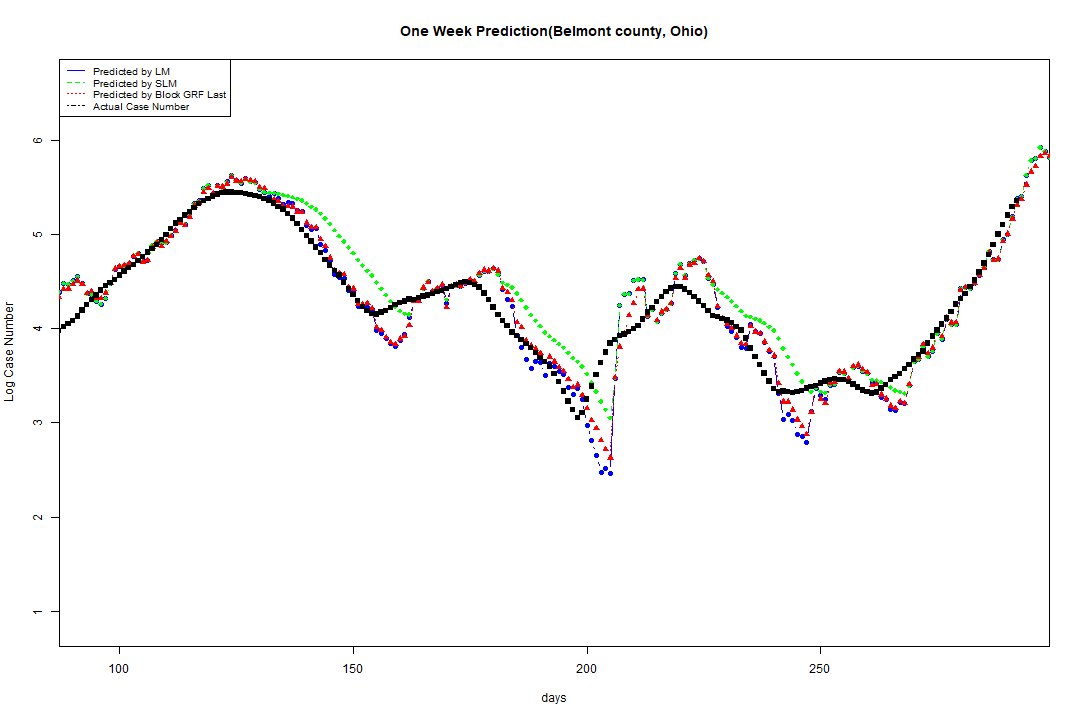 One Week Prediction(Belmont county, Ohio)
Predicted by LM
Predicted by SLM
Predicted by Block GRF Last
Actual Case Number
6
5
4
3
2
1
Log Case Number
100 150 200 250
days